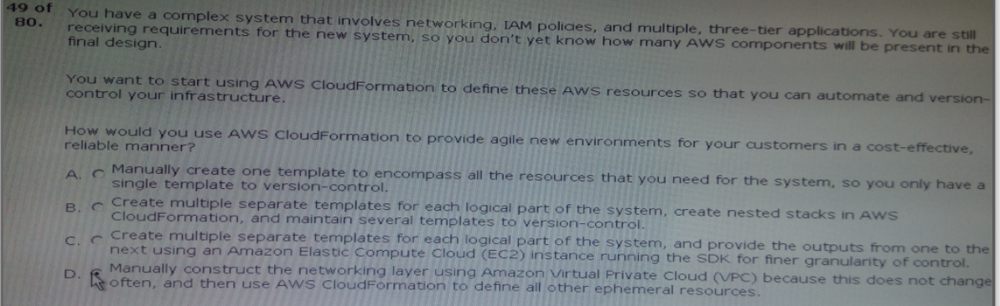 49 of
80.
You have a complex system that involves networking, IAM policies, and multiple, three-tier applications. You are still
receiving requirements for the new system, so you don't yet know how many AWS components will be present in the
final design.
You want to start using AWS CloudFormation to define these AWS resources so that you can automate and version-
control your infrastructure.
How would you use AWS CloudFormation to provide agile new environments for your customers in a cost-effective,
reliable manner?
A. Manually create one template to encompass all the resources that you need for the system, so you only have a
single template to version-control.
B. Create multiple separate templates for each logical part of the system, create nested stacks in AWS
CloudFormation, and maintain several templates to version-control.
C. Create multiple separate templates for each logical part of the system, and provide the outputs from one to the
next using an Amazon Elastic Compute Cloud (EC2) instance running the SDK for finer granularity of control.
D. Manually construct the networking layer using Amazon Virtual Private Cloud (VPC) because this does not change
often, and then use AWS CloudFormation to define all other ephemeral resources.